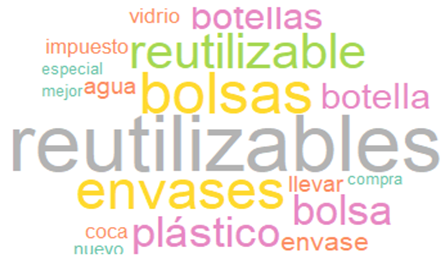 vidrio botellas
impuesto reutilizable
especial
mejor agua bolsas botella
reutilizables
envases llevar compra
bolsa
coca plástico envase
nuevo